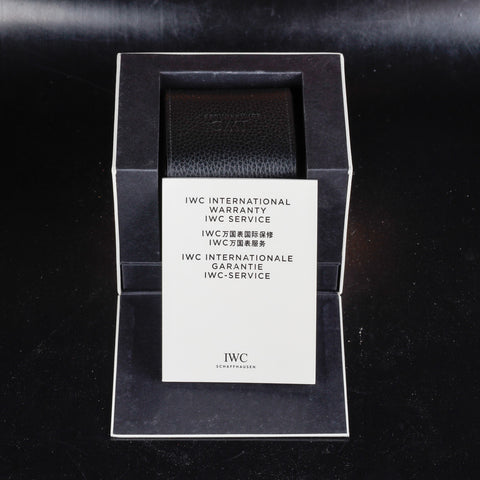 IWC INTERNATIONAL
WARRANTY
IWC SERVICE
IWC万国表国际保修
IWC万国表服务
IWC INTERNATIONALE
GARANTIE
IWC-SERVICE
IWC
SCHAFFHAUSEN